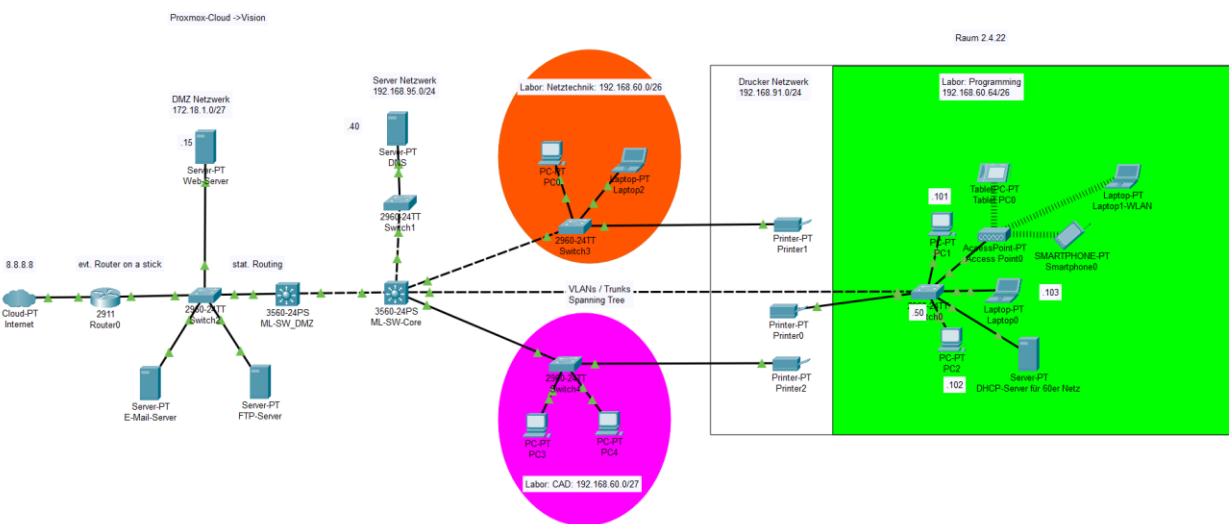 Proxmox-Cloud ->Vision
Raum 2.4.22
DMZ Netzwerk
172.18.1.0/27
.15
Server-PT
Web-Server
Server Netzwerk
192.168.95.0/24
.40
Server-PT
DNS
2960-24TT
Switch1
Labor: Netztechnik: 192.168.60.0/26
PC-PT
PC0
Laptop-PT
Laptop2
2960-24TT
Switch3
Drucker Netzwerk
192.168.91.0/24
Printer-PT
Printer1
Labor: Programming
192.168.60.64/26
TabletPC-PT
Tablet PC0
Laptop-PT
Laptop1-WLAN
.101
PC-PT
PC1
AccessPoint-PT
Access Point0
SMARTPHONE-PT
Smartphone0
8.8.8.8
evt. Router on a stick
stat. Routing
Cloud-PT
Internet
2911
Router0
2960-24TT
Switch2
3560-24PS
ML-SW_DMZ
3560-24PS
ML-SW-Core
VLANs / Trunks
Spanning Tree
.50
.103
Laptop-PT
Laptop0
Printer-PT
Printer0
PC-PT
PC2
.102
Server-PT
DHCP-Server für 60er Netz
Printer-PT
Printer2
Server-PT
E-Mail-Server
Server-PT
FTP-Server
2960-24TT
PC-PT
PC3
PC-PT
PC4
Labor: CAD: 192.168.60.0/27